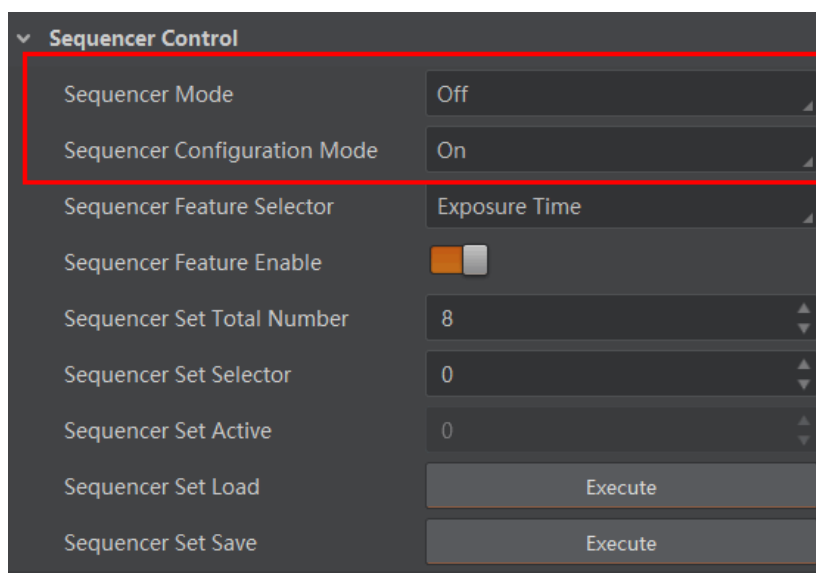 Sequencer Control
Sequencer Mode Off
Sequencer Configuration Mode On
Sequencer Feature Selector Exposure Time
Sequencer Feature Enable
Sequencer Set Total Number 8
Sequencer Set Selector 0
Sequencer Set Active 0
Sequencer Set Load Execute
Sequencer Set Save Execute